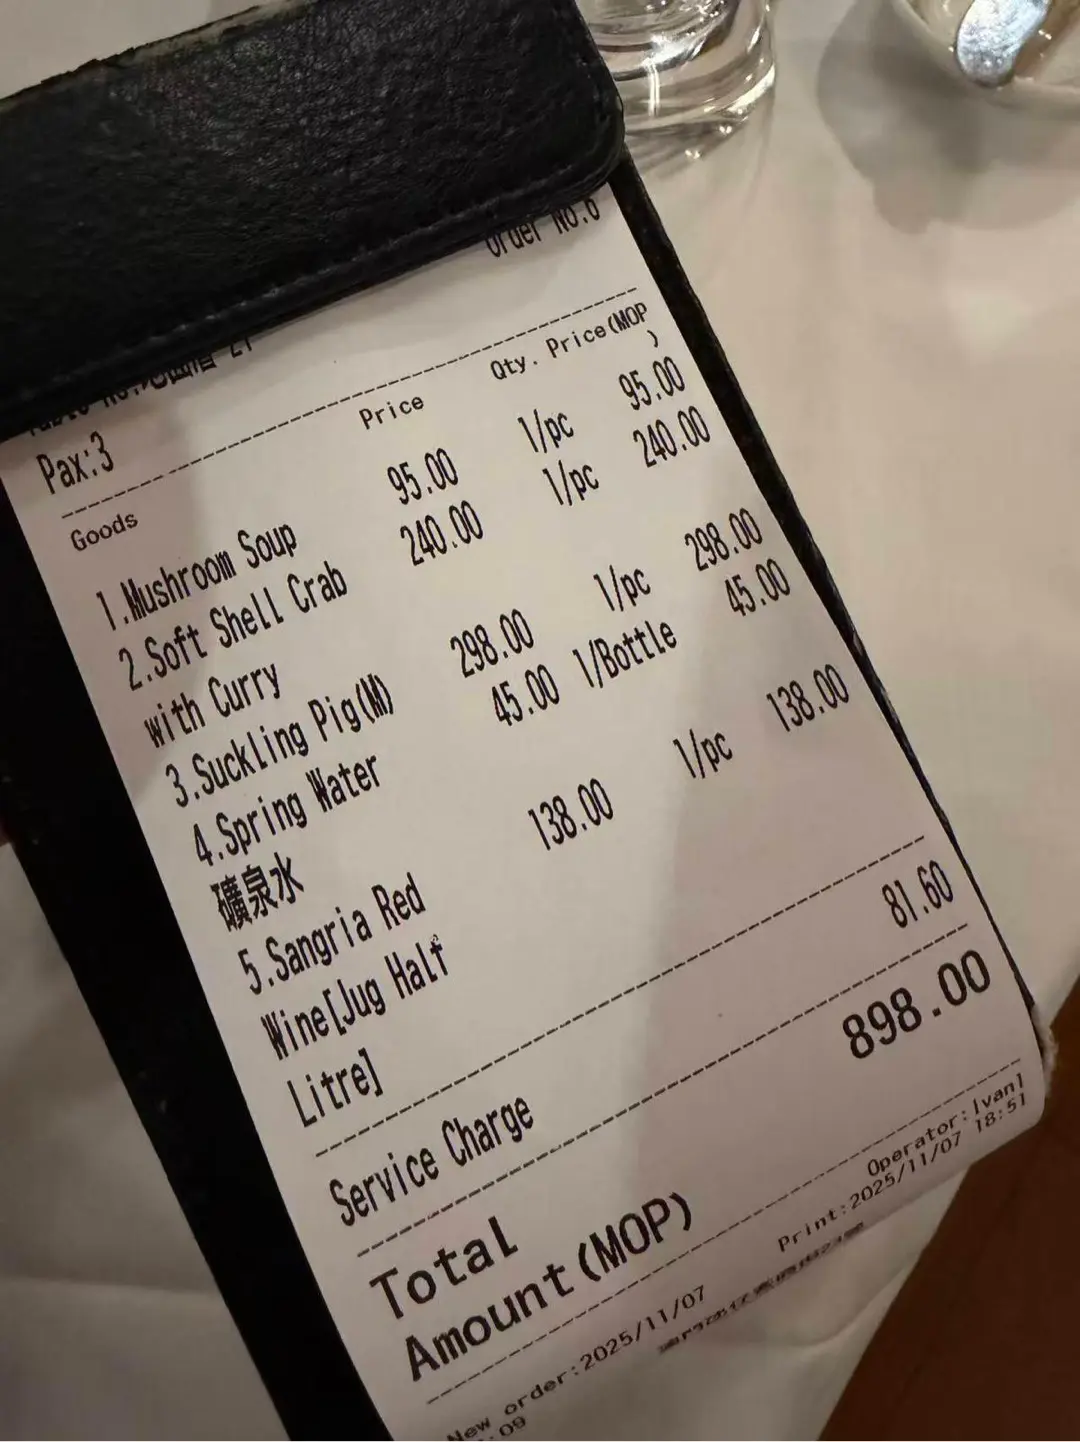 Order No.6
Pax:3
Goods Price Qty. Price(MOP
)
1.Mushroom Soup 95.00 1/pc 95.00
2.Soft Shell Crab 240.00 1/pc 240.00
with Curry
3.Suckling Pig(M) 298.00 1/pc 298.00
4.Spring Water 45.00 1/Bottle 45.00
礦泉水
5.Sangria Red 138.00 1/pc 138.00
Wine[Jug Half
Litre]
Service Charge 81.60
Total 898.00
Amount(MOP)
Operator:Ivan1
New order:2025/11/07 Print:2025/11/07 18:51
:09